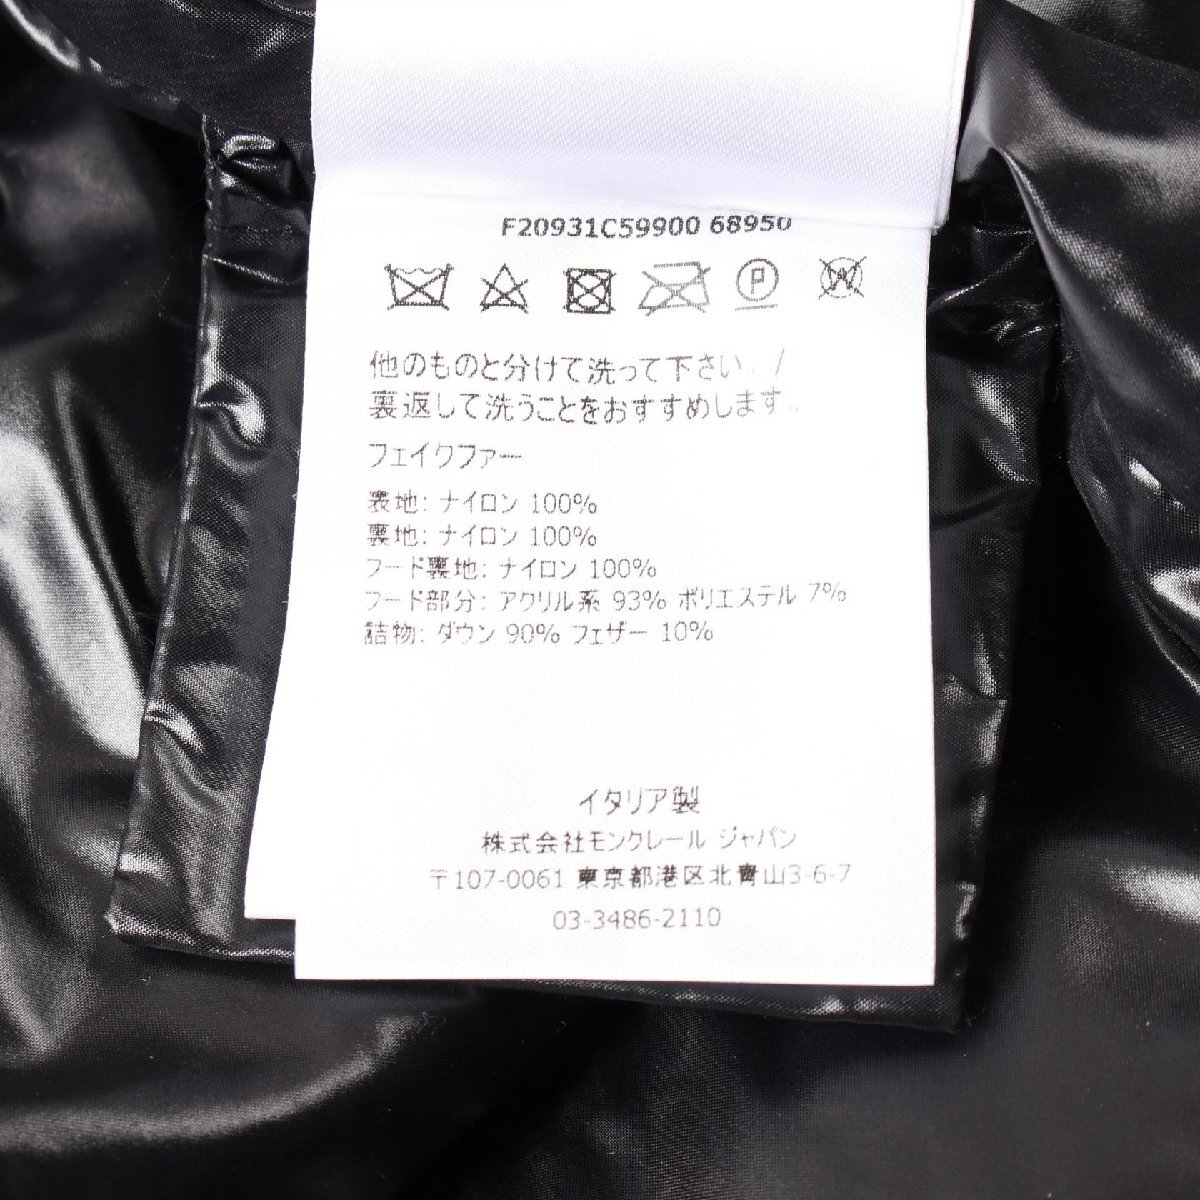 F20931C59900 68950
P
W
他のものと分けて洗って下さい。/
裏返して洗うことをおすすめします。
フェイクファー
表地: ナイロン 100%
裏地: ナイロン 100%
フード裏地: ナイロン 100%
フード部分: アクリル系 93% ポリエステル 7%
詰物: ダウン 90% フェザー 10%
イタリア製
株式会社モンクレール ジャパン
〒107-0061 東京都港区北青山3-6-7
03-3486-2110